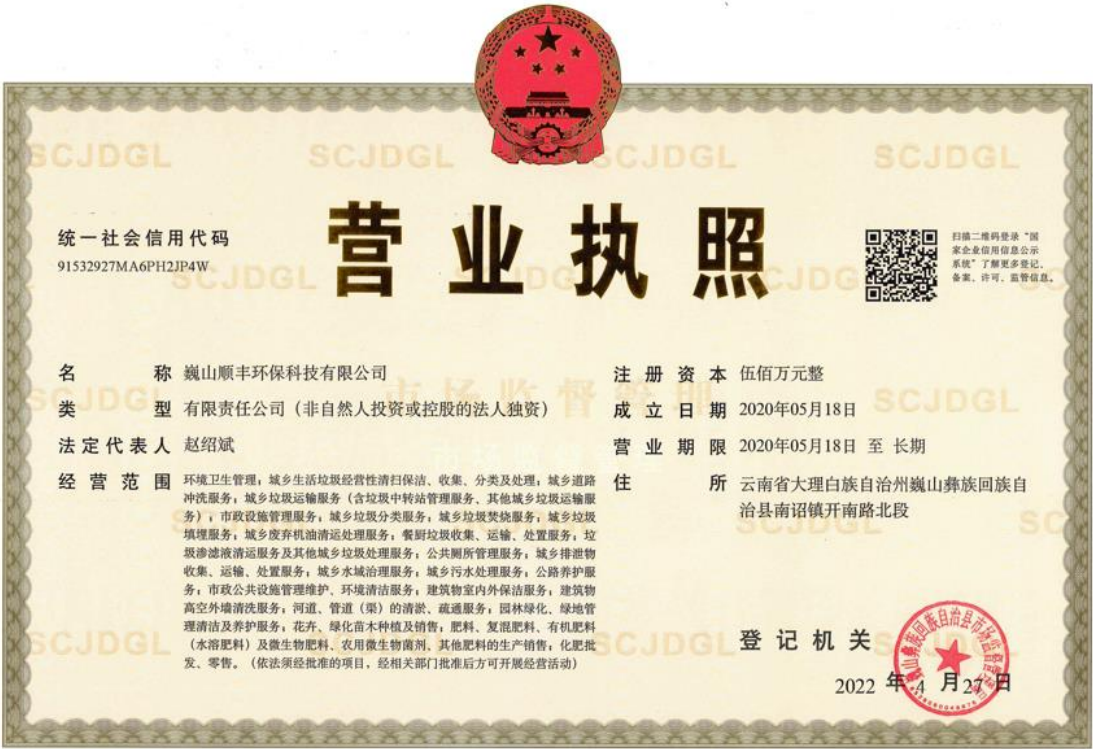 营业执照
统一社会信用代码
91532927MA6PH2JP4W
扫描二维码登录“国
家企业信用信息公示
系统”了解更多登记、
备案、许可、监管信息。
名称 巍山顺丰环保科技有限公司
类型 有限责任公司（非自然人投资或控股的法人独资）
法定代表人 赵绍斌
经营范围 环境卫生管理；城乡生活垃圾经营性清扫保洁、收集、分类及处理；城乡道路
冲洗服务；城乡垃圾运输服务（含垃圾中转站管理服务、其他城乡垃圾运输服
务）；市政设施管理服务；城乡垃圾分类服务；城乡垃圾焚烧服务；城乡垃圾
填埋服务；城乡废弃机油清运处理服务；餐厨垃圾收集、运输、处置服务；垃
圾渗滤液清运服务及其他城乡垃圾处理服务；公共厕所管理服务；城乡排泄物
收集、运输、处置服务；城乡水域治理服务；城乡污水处理服务；公路养护服
务；市政公共设施管理维护、环境清洁服务；建筑物室内外保洁服务；建筑物
高空外墙清洗服务；河道、管道（渠）的清淤、疏通服务；园林绿化、绿地管
理清洁及养护服务；花卉、绿化苗木种植及销售；肥料、复混肥料、有机肥料
（水溶肥料）及微生物肥料、农用微生物菌剂、其他肥料的生产销售；化肥批
发、零售。（依法须经批准的项目，经相关部门批准后方可开展经营活动）
注册资本 伍佰万元整
成立日期 2020年05月18日
营业期限 2020年05月18日 至 长期
住所 云南省大理白族自治州巍山彝族回族自
治县南诏镇开南路北段
登记机关
2022 年 4 月 27 日
SCJDGL SCJDGL SCJDGL SCJDGL
市场监督管理